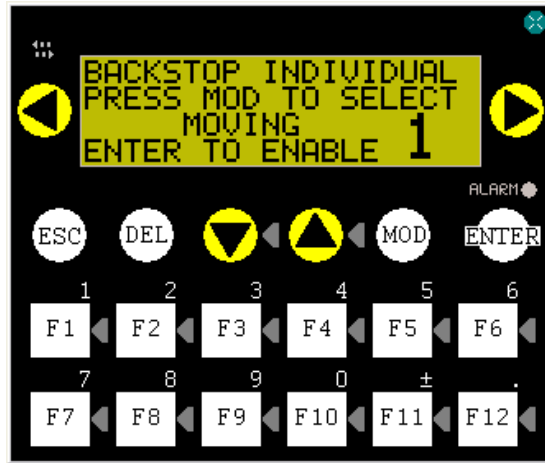 BACKSTOP INDIVIDUAL
PRESS MOD TO SELECT
MOVING
ENTER TO ENABLE 1
ALARM
ESC DEL MOD ENTER
1 2 3 4 5 6
F1 F2 F3 F4 F5 F6
7 8 9 0 ± .
F7 F8 F9 F10 F11 F12